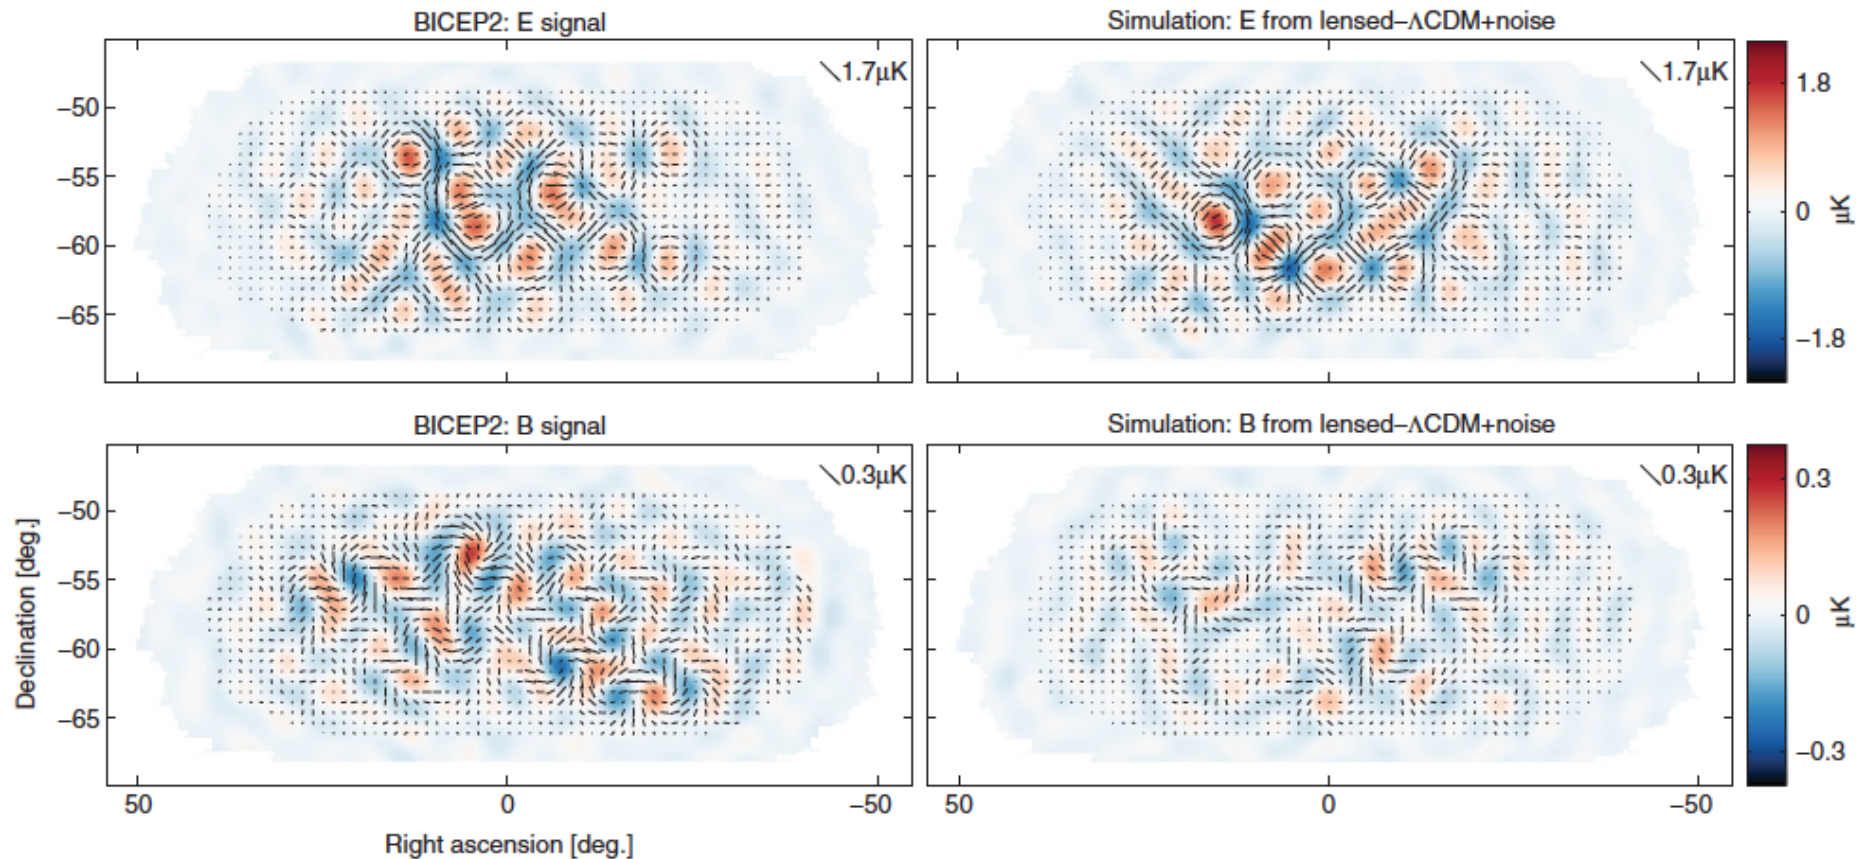 BICEP2: E signal
Simulation: E from lensed–ΛCDM+noise
1.7μK
1.7μK
−50
−55
−60
−65
1.8
0
−1.8
μK
BICEP2: B signal
Simulation: B from lensed–ΛCDM+noise
0.3μK
0.3μK
−50
−55
−60
−65
Declination [deg.]
0.3
0
−0.3
μK
50
0
−50
50
0
−50
Right ascension [deg.]